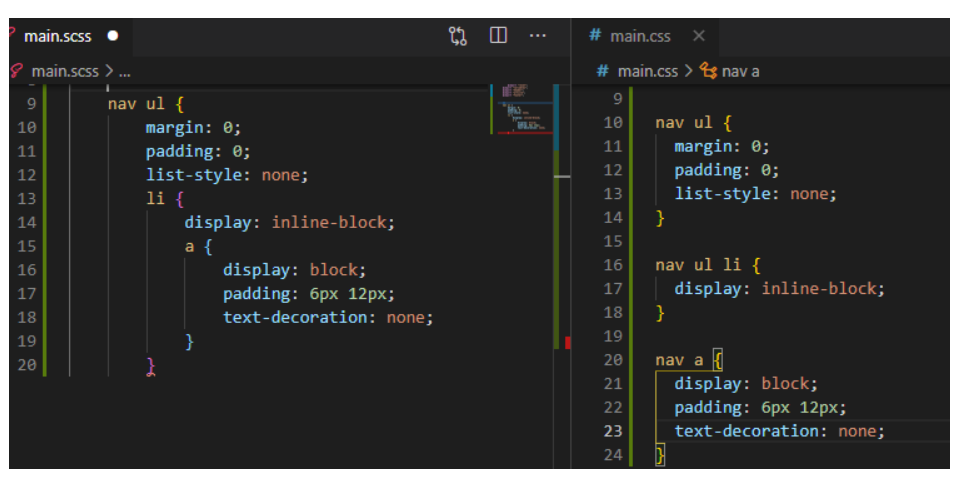 main.scss
main.scss > ...
9 nav ul {
10 margin: 0;
11 padding: 0;
12 list-style: none;
13 li {
14 display: inline-block;
15 a {
16 display: block;
17 padding: 6px 12px;
18 text-decoration: none;
19 }
20 }
# main.css ×
# main.css > nav a
9
10 nav ul {
11 margin: 0;
12 padding: 0;
13 list-style: none;
14 }
15
16 nav ul li {
17 display: inline-block;
18 }
19
20 nav a {
21 display: block;
22 padding: 6px 12px;
23 text-decoration: none;
24 }